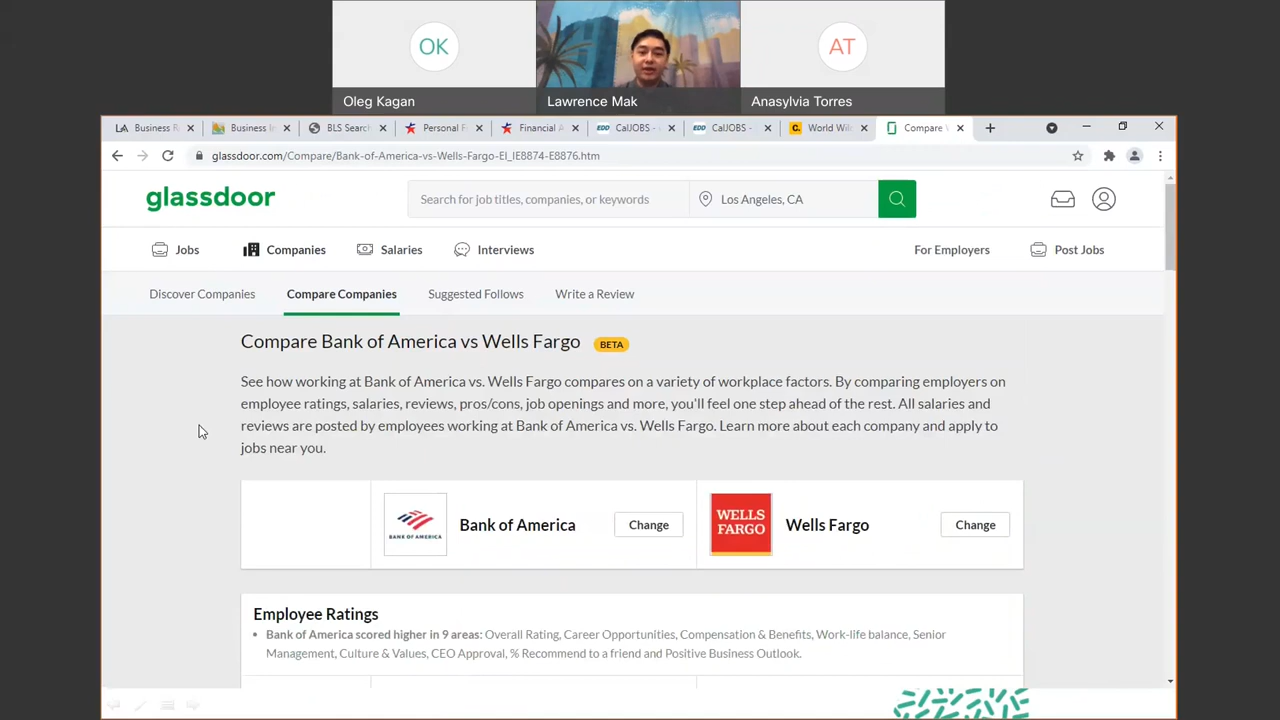 OK
AT
Oleg Kagan
Lawrence Mak
Anasylvia Torres
LA Business R
Business I
BLS Searc
Personal F
Financial A
EDD CalJOBS -
EDD CalJOBS -
G. World Wi
Compare
glassdoor.com/Compare/Bank-of-America-vs-Wells-Fargo-EI_IE8874-E8876.htm
glassdoor
Search for job titles, companies, or keywords
Los Angeles, CA
Jobs
Companies
Salaries
Interviews
For Employers
Post Jobs
Discover Companies
Compare Companies
Suggested Follows
Write a Review
Compare Bank of America vs Wells Fargo BETA
See how working at Bank of America vs. Wells Fargo compares on a variety of workplace factors. By comparing employers on
employee ratings, salaries, reviews, pros/cons, job openings and more, you'll feel one step ahead of the rest. All salaries and
reviews are posted by employees working at Bank of America vs. Wells Fargo. Learn more about each company and apply to
jobs near you.
BANK OF AMERICA
Bank of America
Change
WELLS
FARGO
Wells Fargo
Change
Employee Ratings
• Bank of America scored higher in 9 areas: Overall Rating, Career Opportunities, Compensation & Benefits, Work-life balance, Senior
Management, Culture & Values, CEO Approval, % Recommend to a friend and Positive Business Outlook.